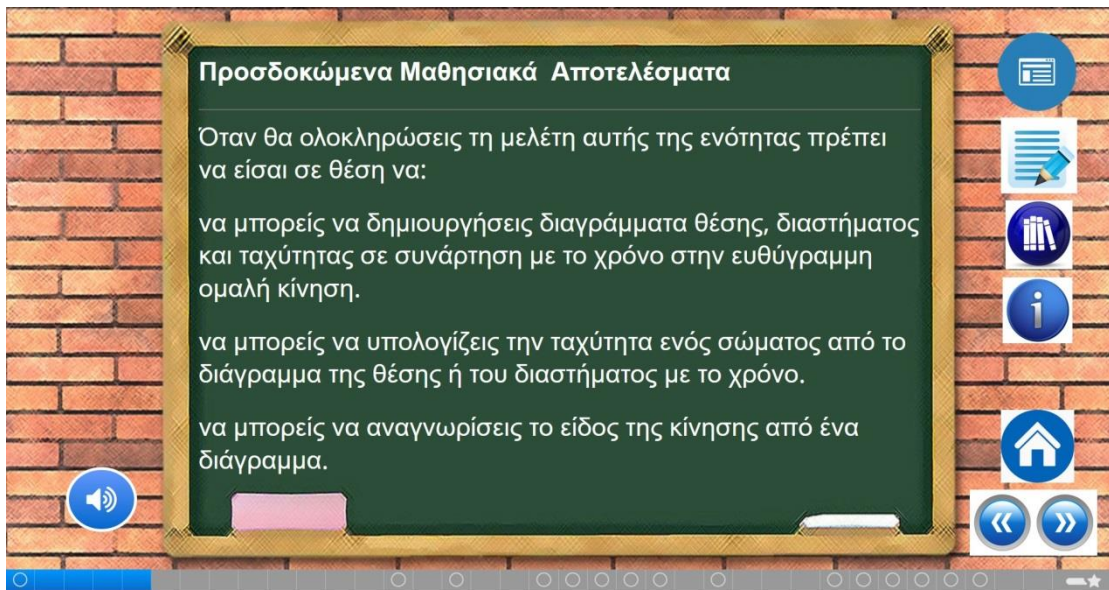 Προσδοκώμενα Μαθησιακά Αποτελέσματα
Όταν θα ολοκληρώσεις τη μελέτη αυτής της ενότητας πρέπει
να είσαι σε θέση να:
να μπορείς να δημιουργήσεις διαγράμματα θέσης, διαστήματος
και ταχύτητας σε συνάρτηση με το χρόνο στην ευθύγραμμη
ομαλή κίνηση.
να μπορείς να υπολογίζεις την ταχύτητα ενός σώματος από το
διάγραμμα της θέσης ή του διαστήματος με το χρόνο.
να μπορείς να αναγνωρίσεις το είδος της κίνησης από ένα
διάγραμμα.